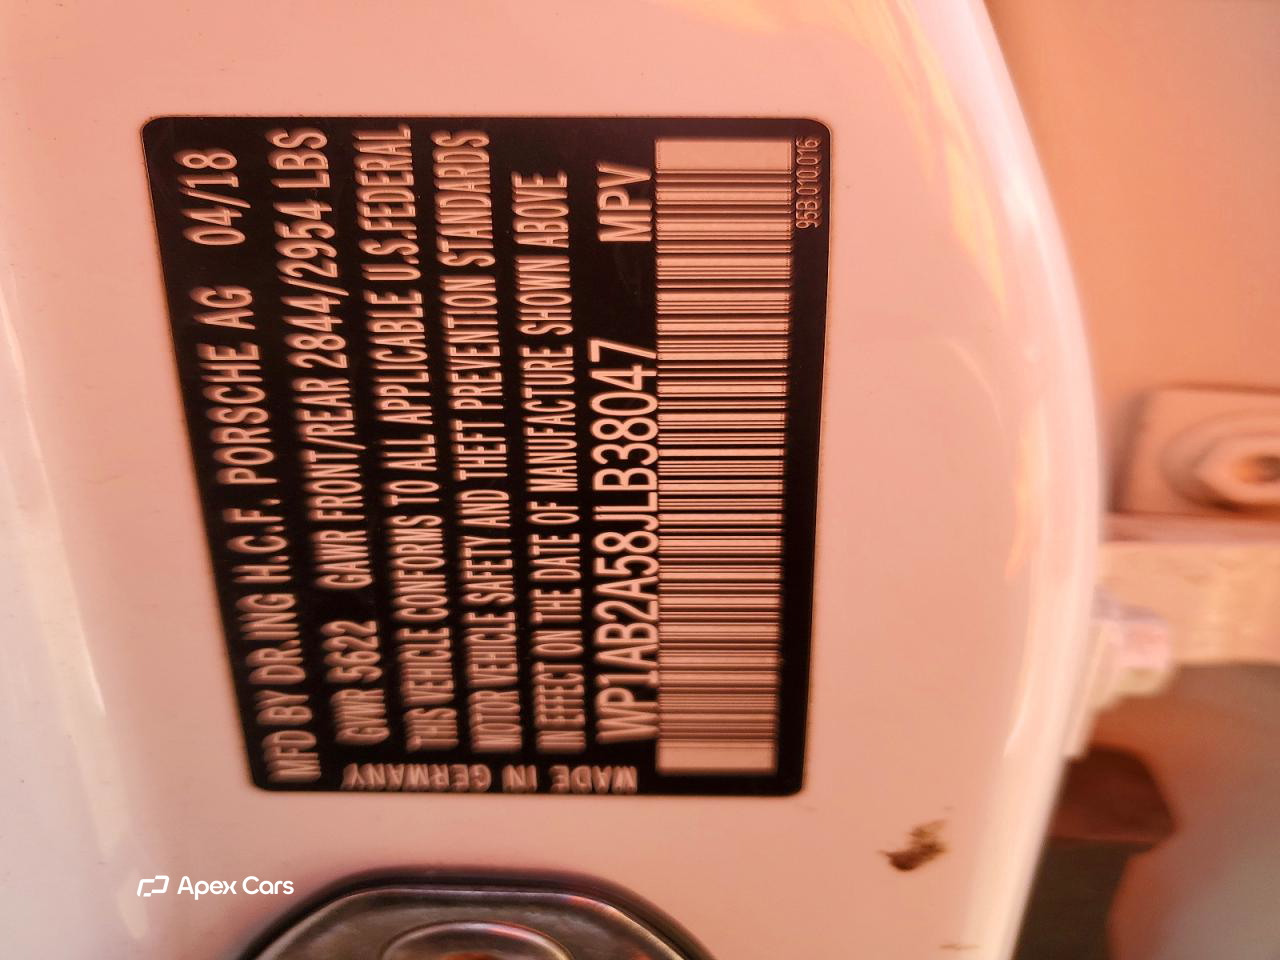 MFD BY DR.ING H.C.F. PORSCHE AG 04/18
GVWR 5622 GAWR FRONT/REAR 2844/2954 LBS
THIS VEHICLE CONFORMS TO ALL APPLICABLE U.S.FEDERAL
MOTOR VEHICLE SAFETY AND THEFT PREVENTION STANDARDS
IN EFFECT ON THE DATE OF MANUFACTURE SHOWN ABOVE
WP1AB2A58JLB38047 MPV
95B.010.016
MADE IN GERMANY
Apex Cars